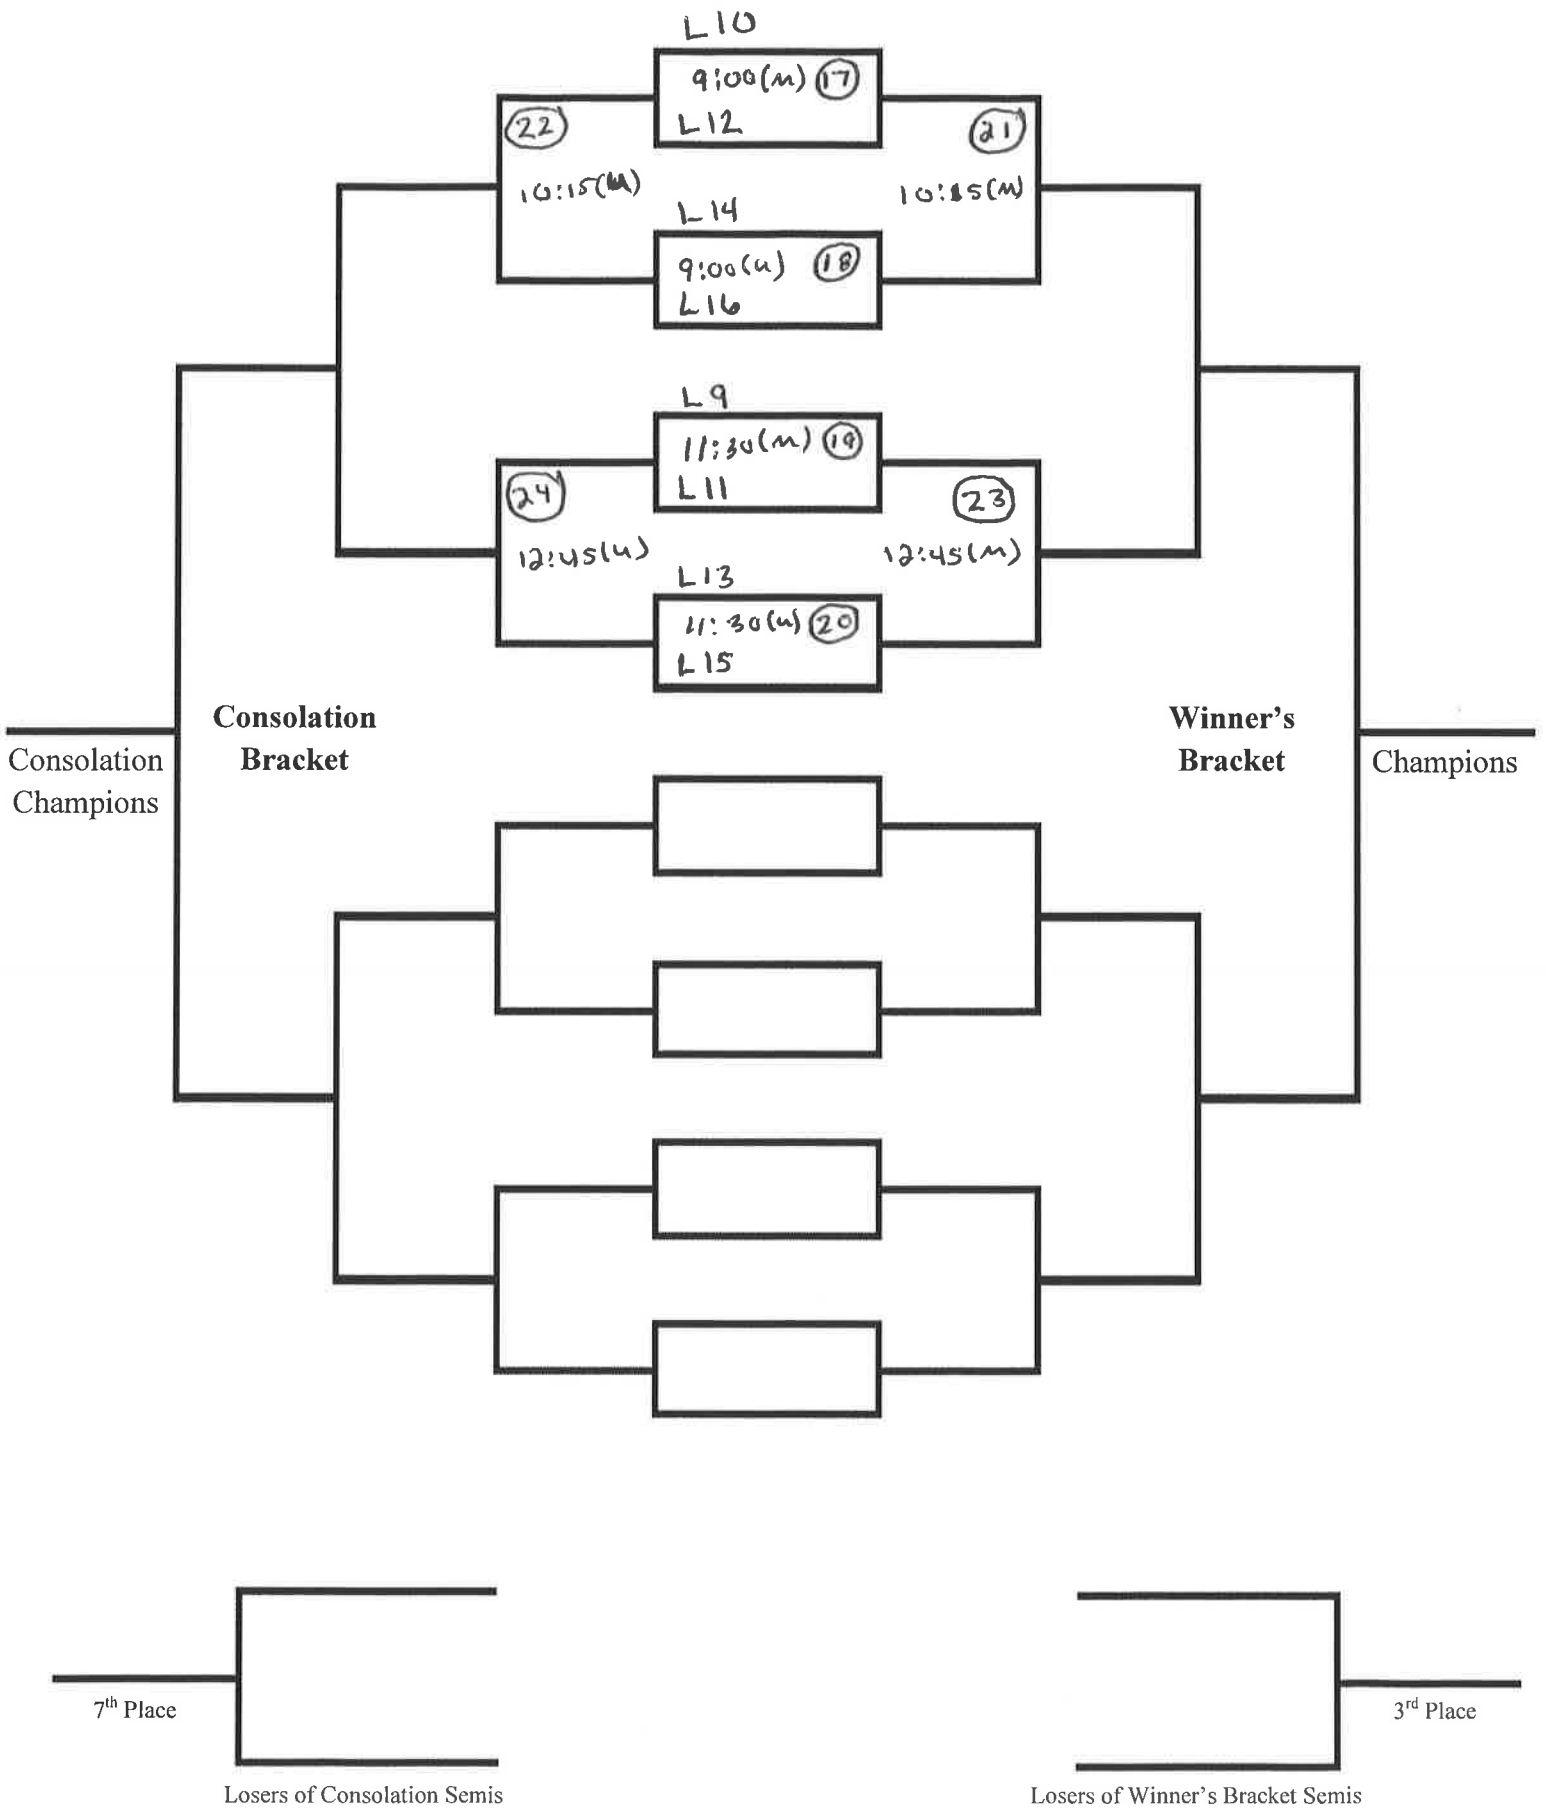 L10
9:00(M) 17
L12
22
21
10:15(M)
10:15(M)
L14
9:00(u) 18
L16
L9
11:30(M) 19
L11
24
23
12:45(u)
12:45(M)
L13
11:30(u) 20
L15
Consolation
Bracket
Winner's
Bracket
Consolation
Champions
Champions
7th Place
3rd Place
Losers of Consolation Semis
Losers of Winner's Bracket Semis